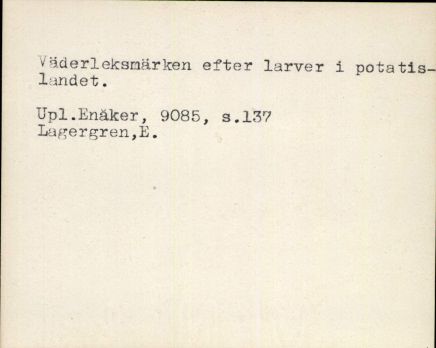 Väderleksmärken efter larver i potatis-
landet.
Upl.Enåker, 9085, s.137
Lagergren,E.